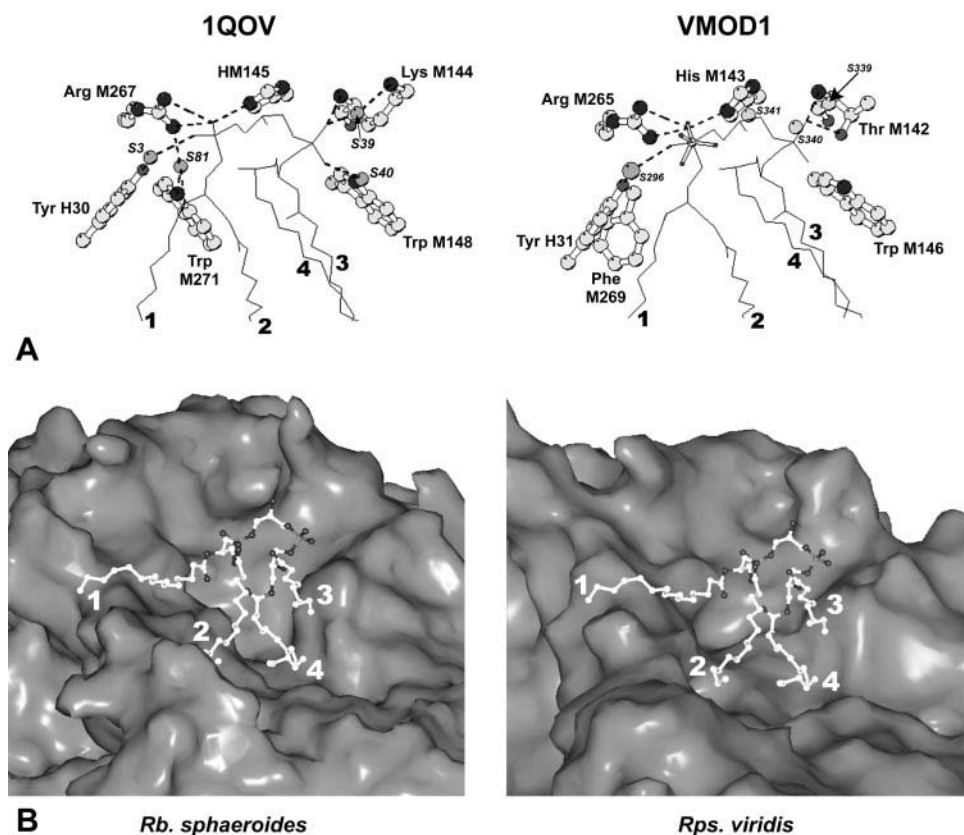 1QOV
VMOD1
Arg M267
HM145
Lys M144
S3
S81
S39
S40
Tyr H30
Trp
M271
Trp M148
1
2
4
3
Arg M265
His M143
S339
S341
S340
Thr M142
S296
Tyr H31
Phe
M269
Trp M146
1
2
3
4
A
1
2
3
4
1
2
3
4
B
Rb. sphaeroides
Rps. viridis